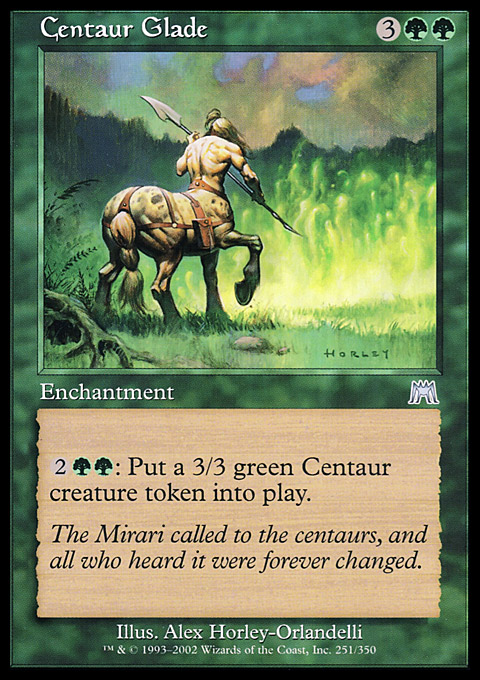 Centaur Glade 3
HORLEY
Enchantment
2: Put a 3/3 green Centaur
creature token into play.
The Mirari called to the centaurs, and
all who heard it were forever changed.
Illus. Alex Horley-Orlandelli
™ & © 1993–2002 Wizards of the Coast, Inc. 251/350